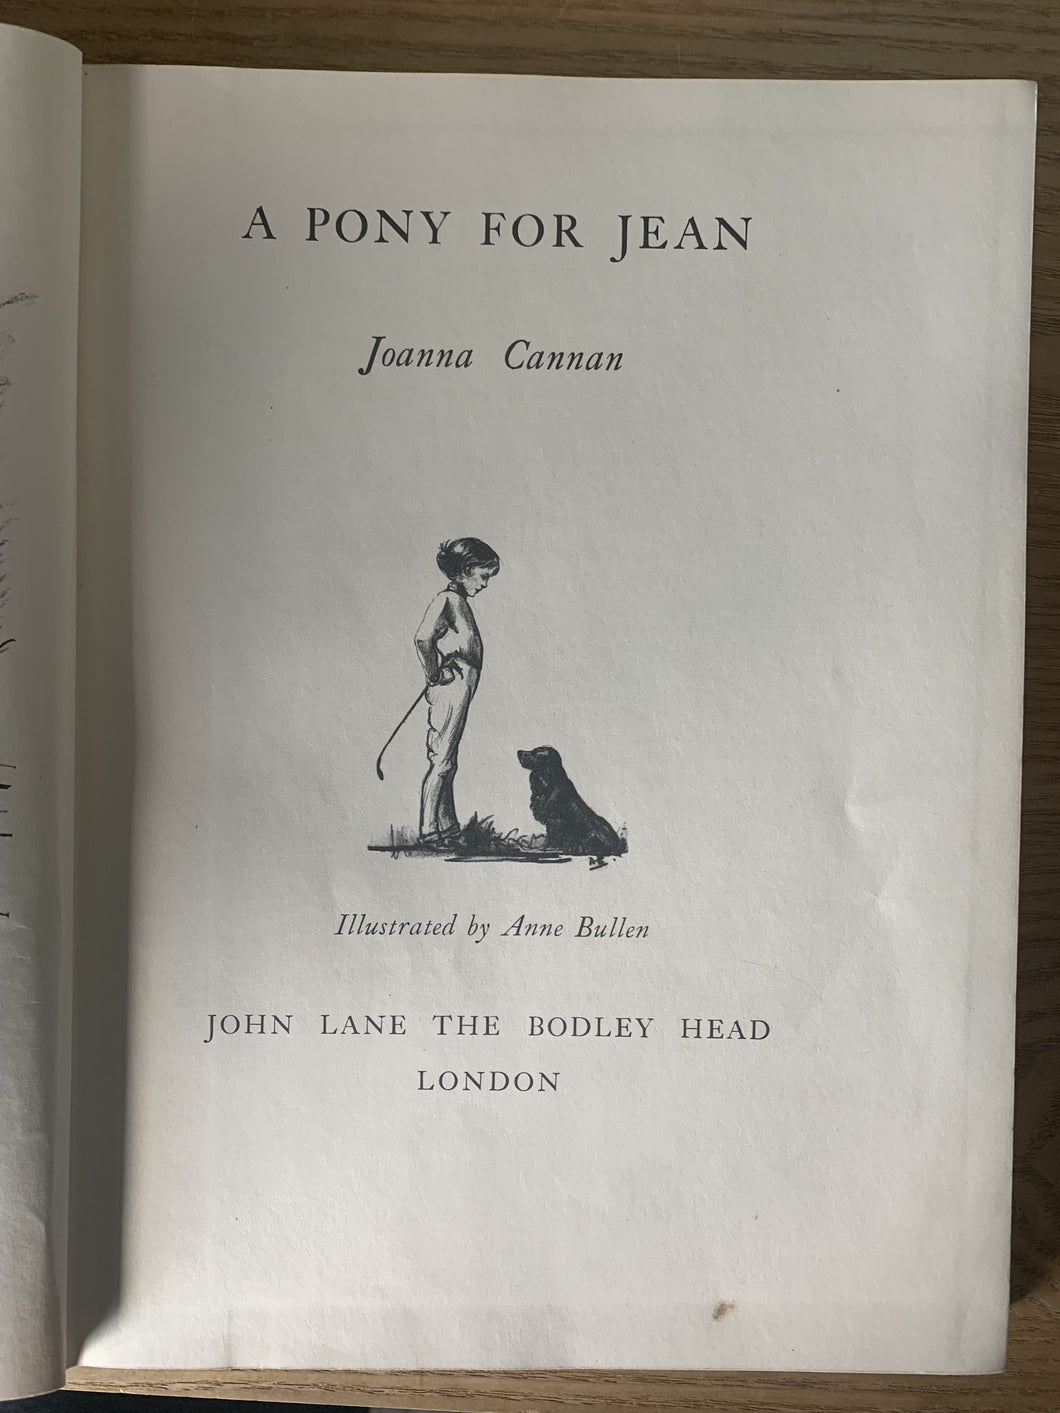 A PONY FOR JEAN
Joanna Cannan
Illustrated by Anne Bullen
JOHN LANE THE BODLEY HEAD
LONDON